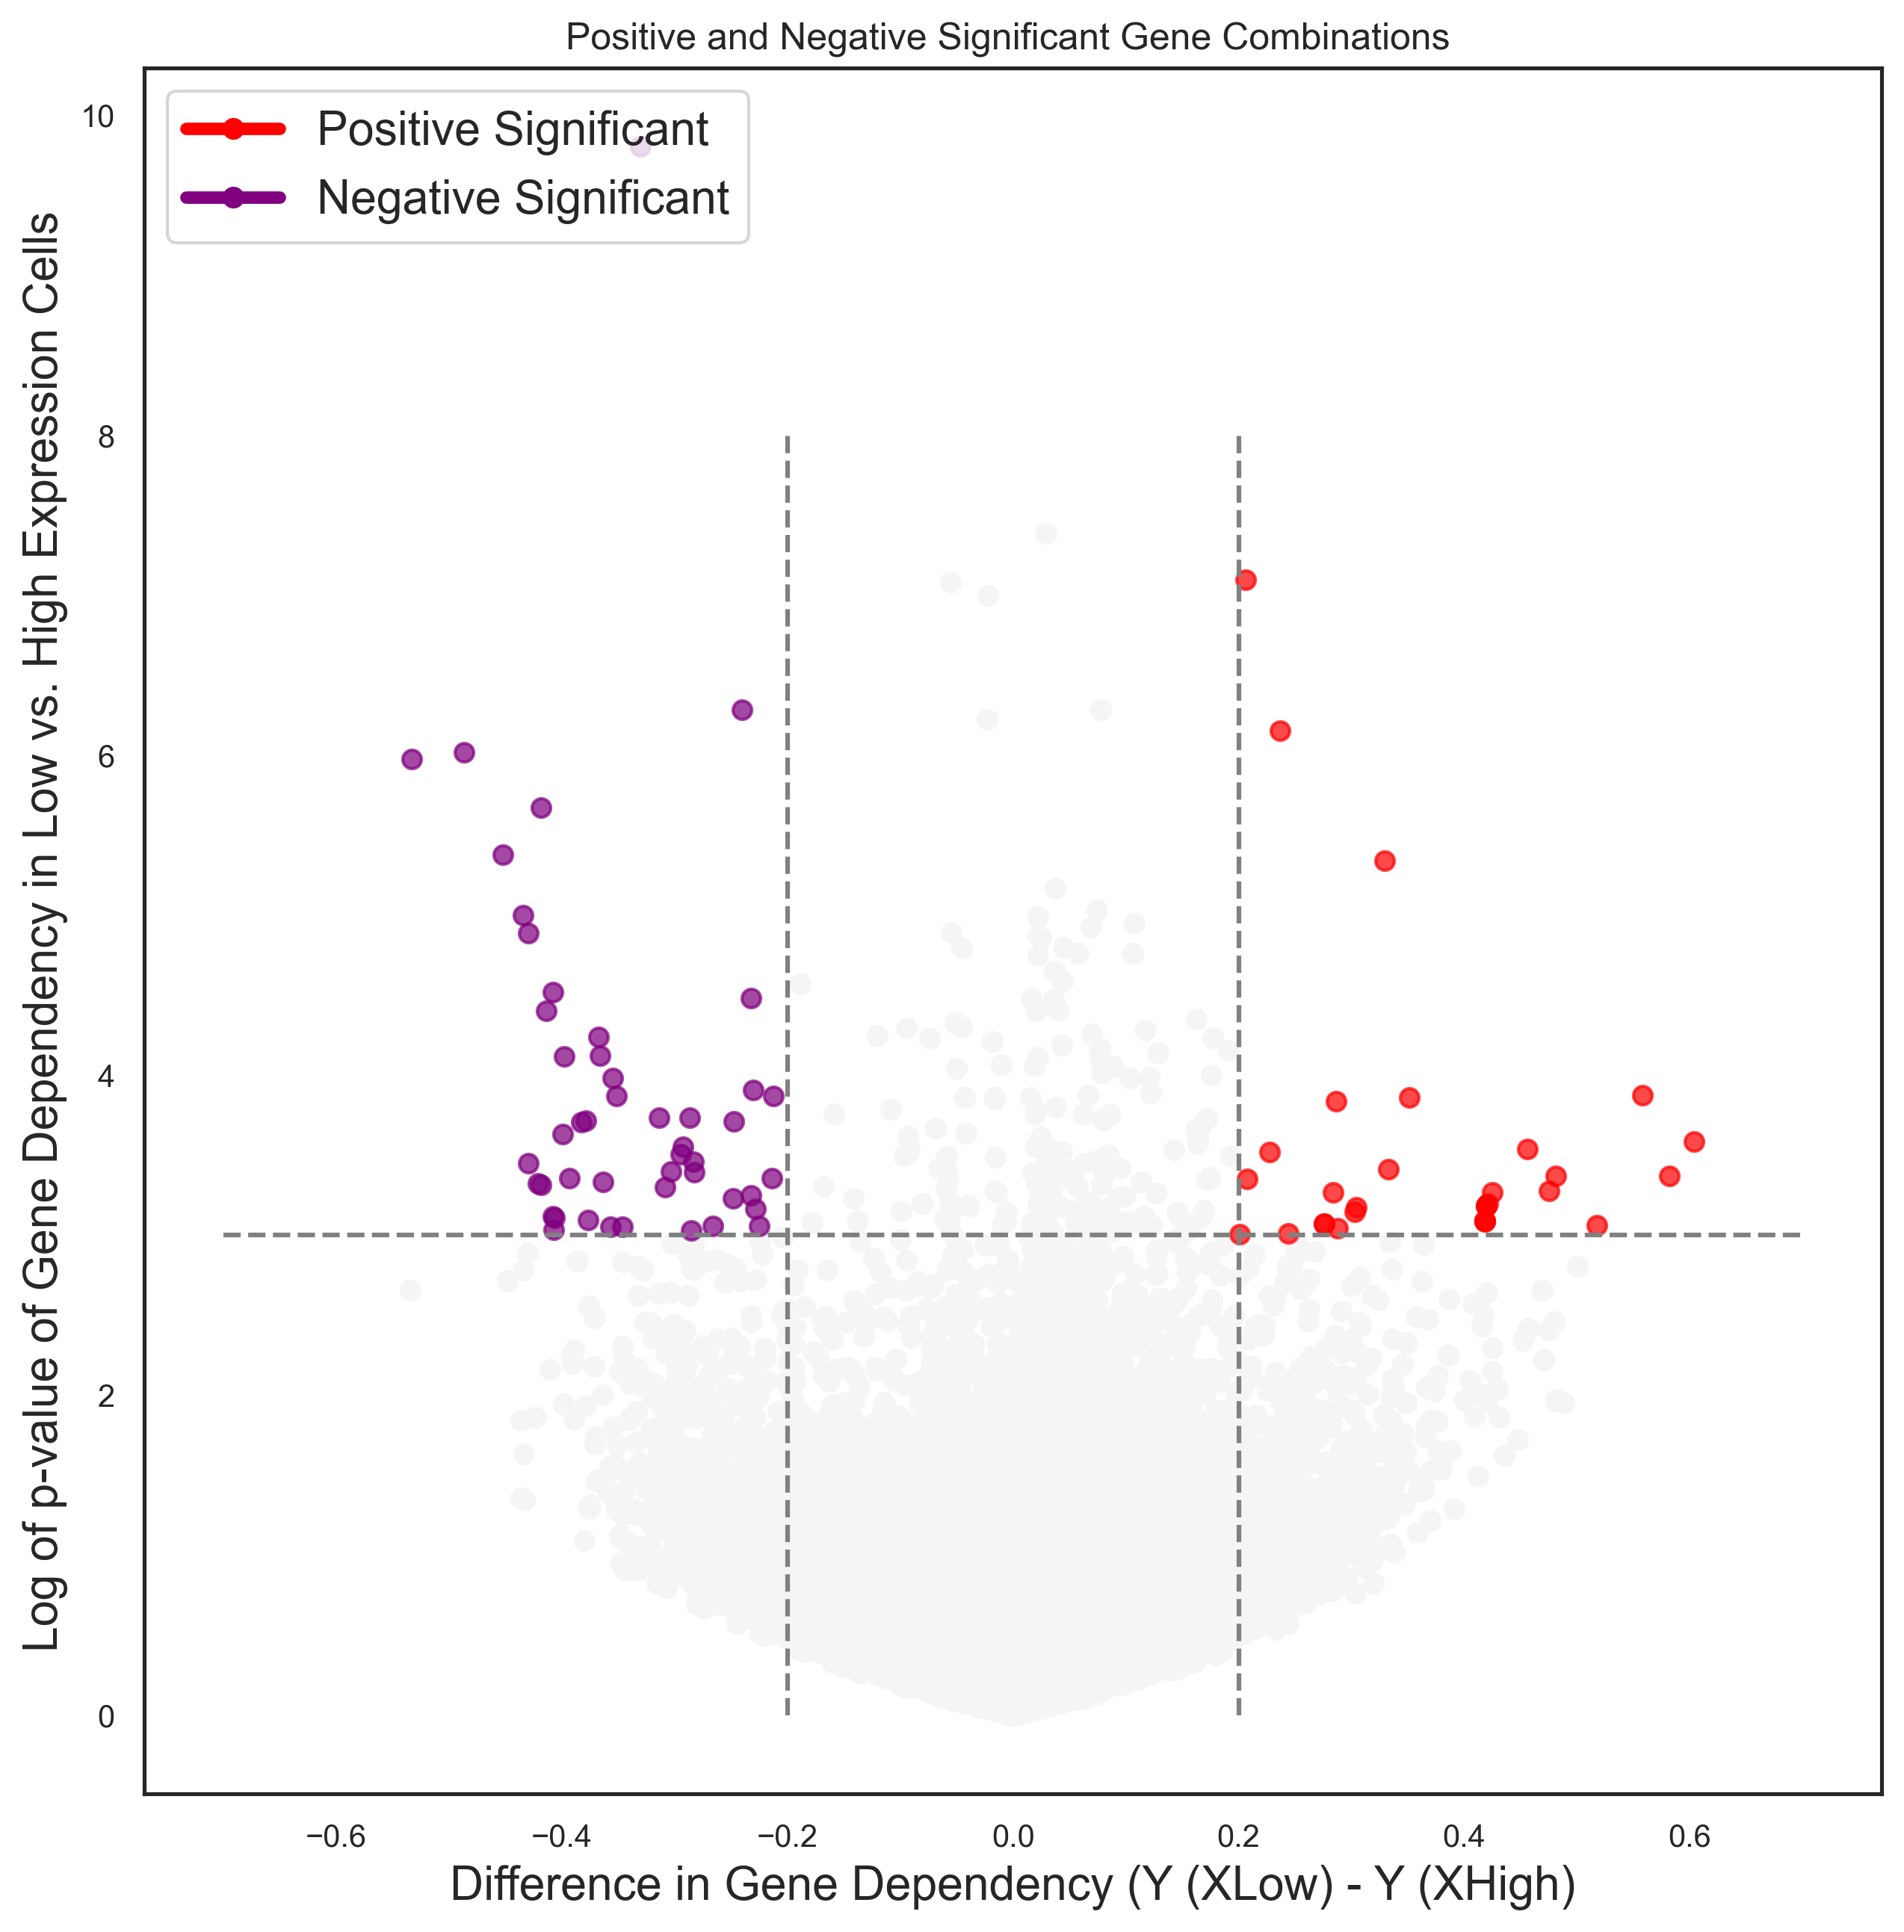 Positive and Negative Significant Gene Combinations
Positive Significant
Negative Significant
Log of p-value of Gene Dependency in Low vs. High Expression Cells
10
8
6
4
2
0
−0.6
−0.4
−0.2
0.0
0.2
0.4
0.6
Difference in Gene Dependency (Y (XLow) - Y (XHigh)